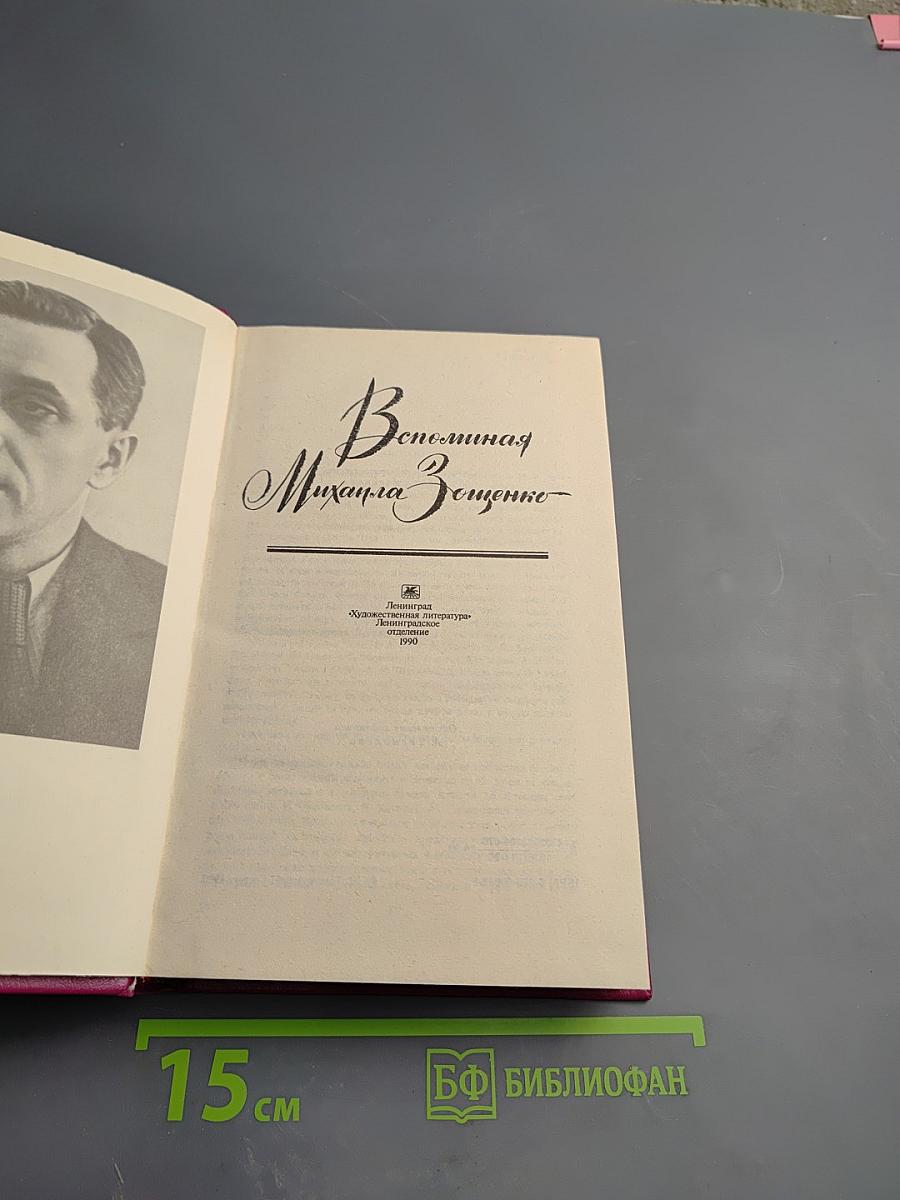 Вспоминая
Михаила Зощенко
Ленинград
«Художественная литература»
Ленинградское
отделение
1990
15 см
БФ БИБЛИОФАН